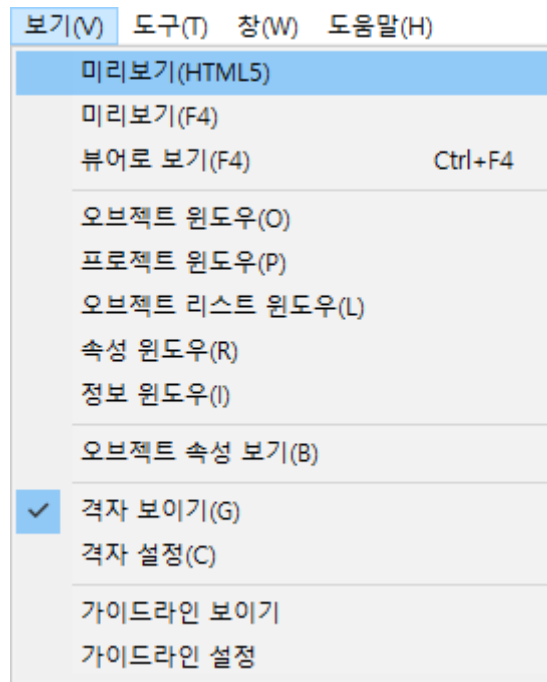 보기(V) 도구(T) 창(W) 도움말(H)
미리보기(HTML5)
미리보기(F4)
뷰어로 보기(F4) Ctrl+F4
오브젝트 윈도우(O)
프로젝트 윈도우(P)
오브젝트 리스트 윈도우(L)
속성 윈도우(R)
정보 윈도우(I)
오브젝트 속성 보기(B)
격자 보이기(G)
격자 설정(C)
가이드라인 보이기
가이드라인 설정